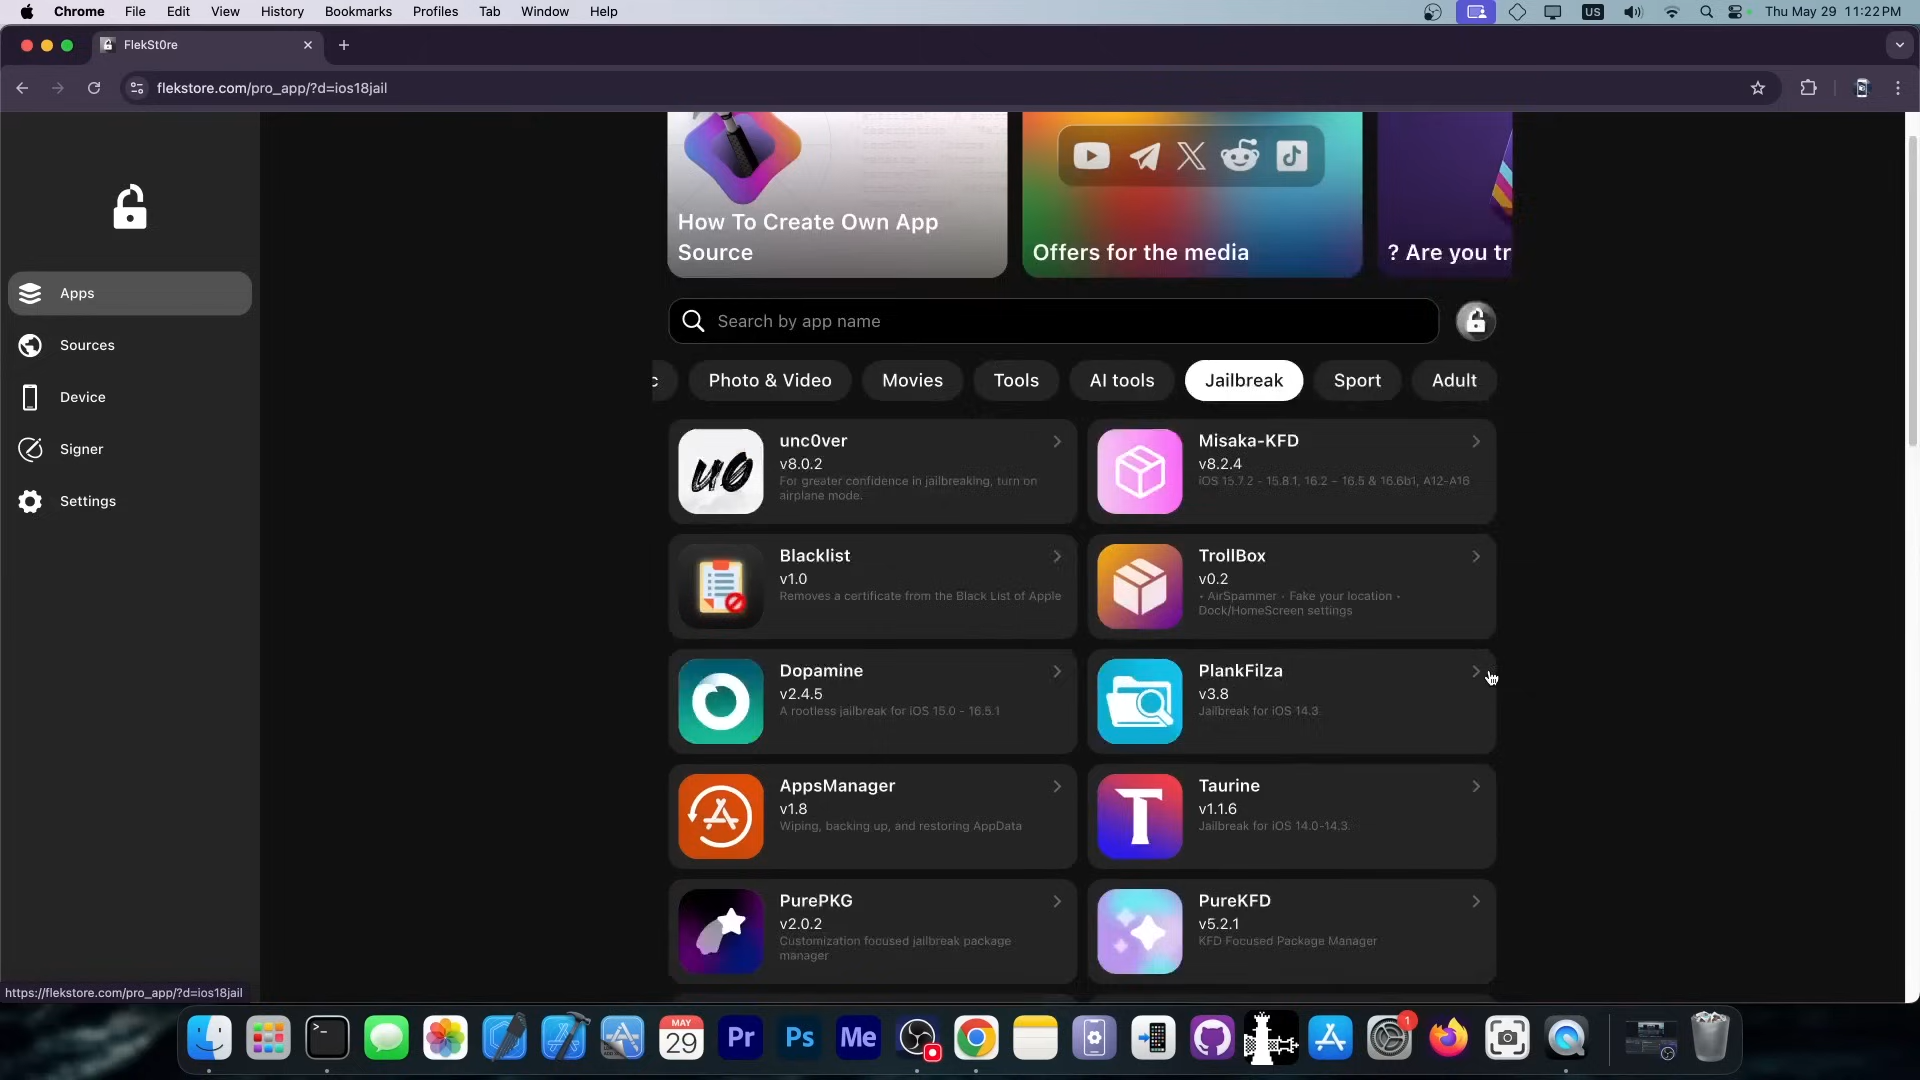 Chrome File Edit View History Bookmarks Profiles Tab Window Help US Thu May 29 11:22 PM
FlekSt0re
flekstore.com/pro_app/?d=ios18jail
How To Create Own App
Source
Offers for the media
? Are you tr
Apps
Sources
Device
Signer
Settings
Search by app name
c Photo & Video Movies Tools AI tools Jailbreak Sport Adult
u0
unc0ver
v8.0.2
For greater confidence in jailbreaking, turn on
airplane mode.
Misaka-KFD
v8.2.4
iOS 15.7.2 - 15.8.1, 16.2 – 16.5 & 16.6b1, A12-A16
Blacklist
v1.0
Removes a certificate from the Black List of Apple
TrollBox
v0.2
• AirSpammer • Fake your location •
Dock/HomeScreen settings
Dopamine
v2.4.5
A rootless jailbreak for iOS 15.0 - 16.5.1
PlankFilza
v3.8
Jailbreak for iOS 14.3.
AppsManager
v1.8
Wiping, backing up, and restoring AppData
T
Taurine
v1.1.6
Jailbreak for iOS 14.0-14.3.
PurePKG
v2.0.2
Customization focused jailbreak package
manager
PureKFD
v5.2.1
KFD Focused Package Manager
https://flekstore.com/pro_app/?d=ios18jail
MAY
29
Pr Ps Me
1